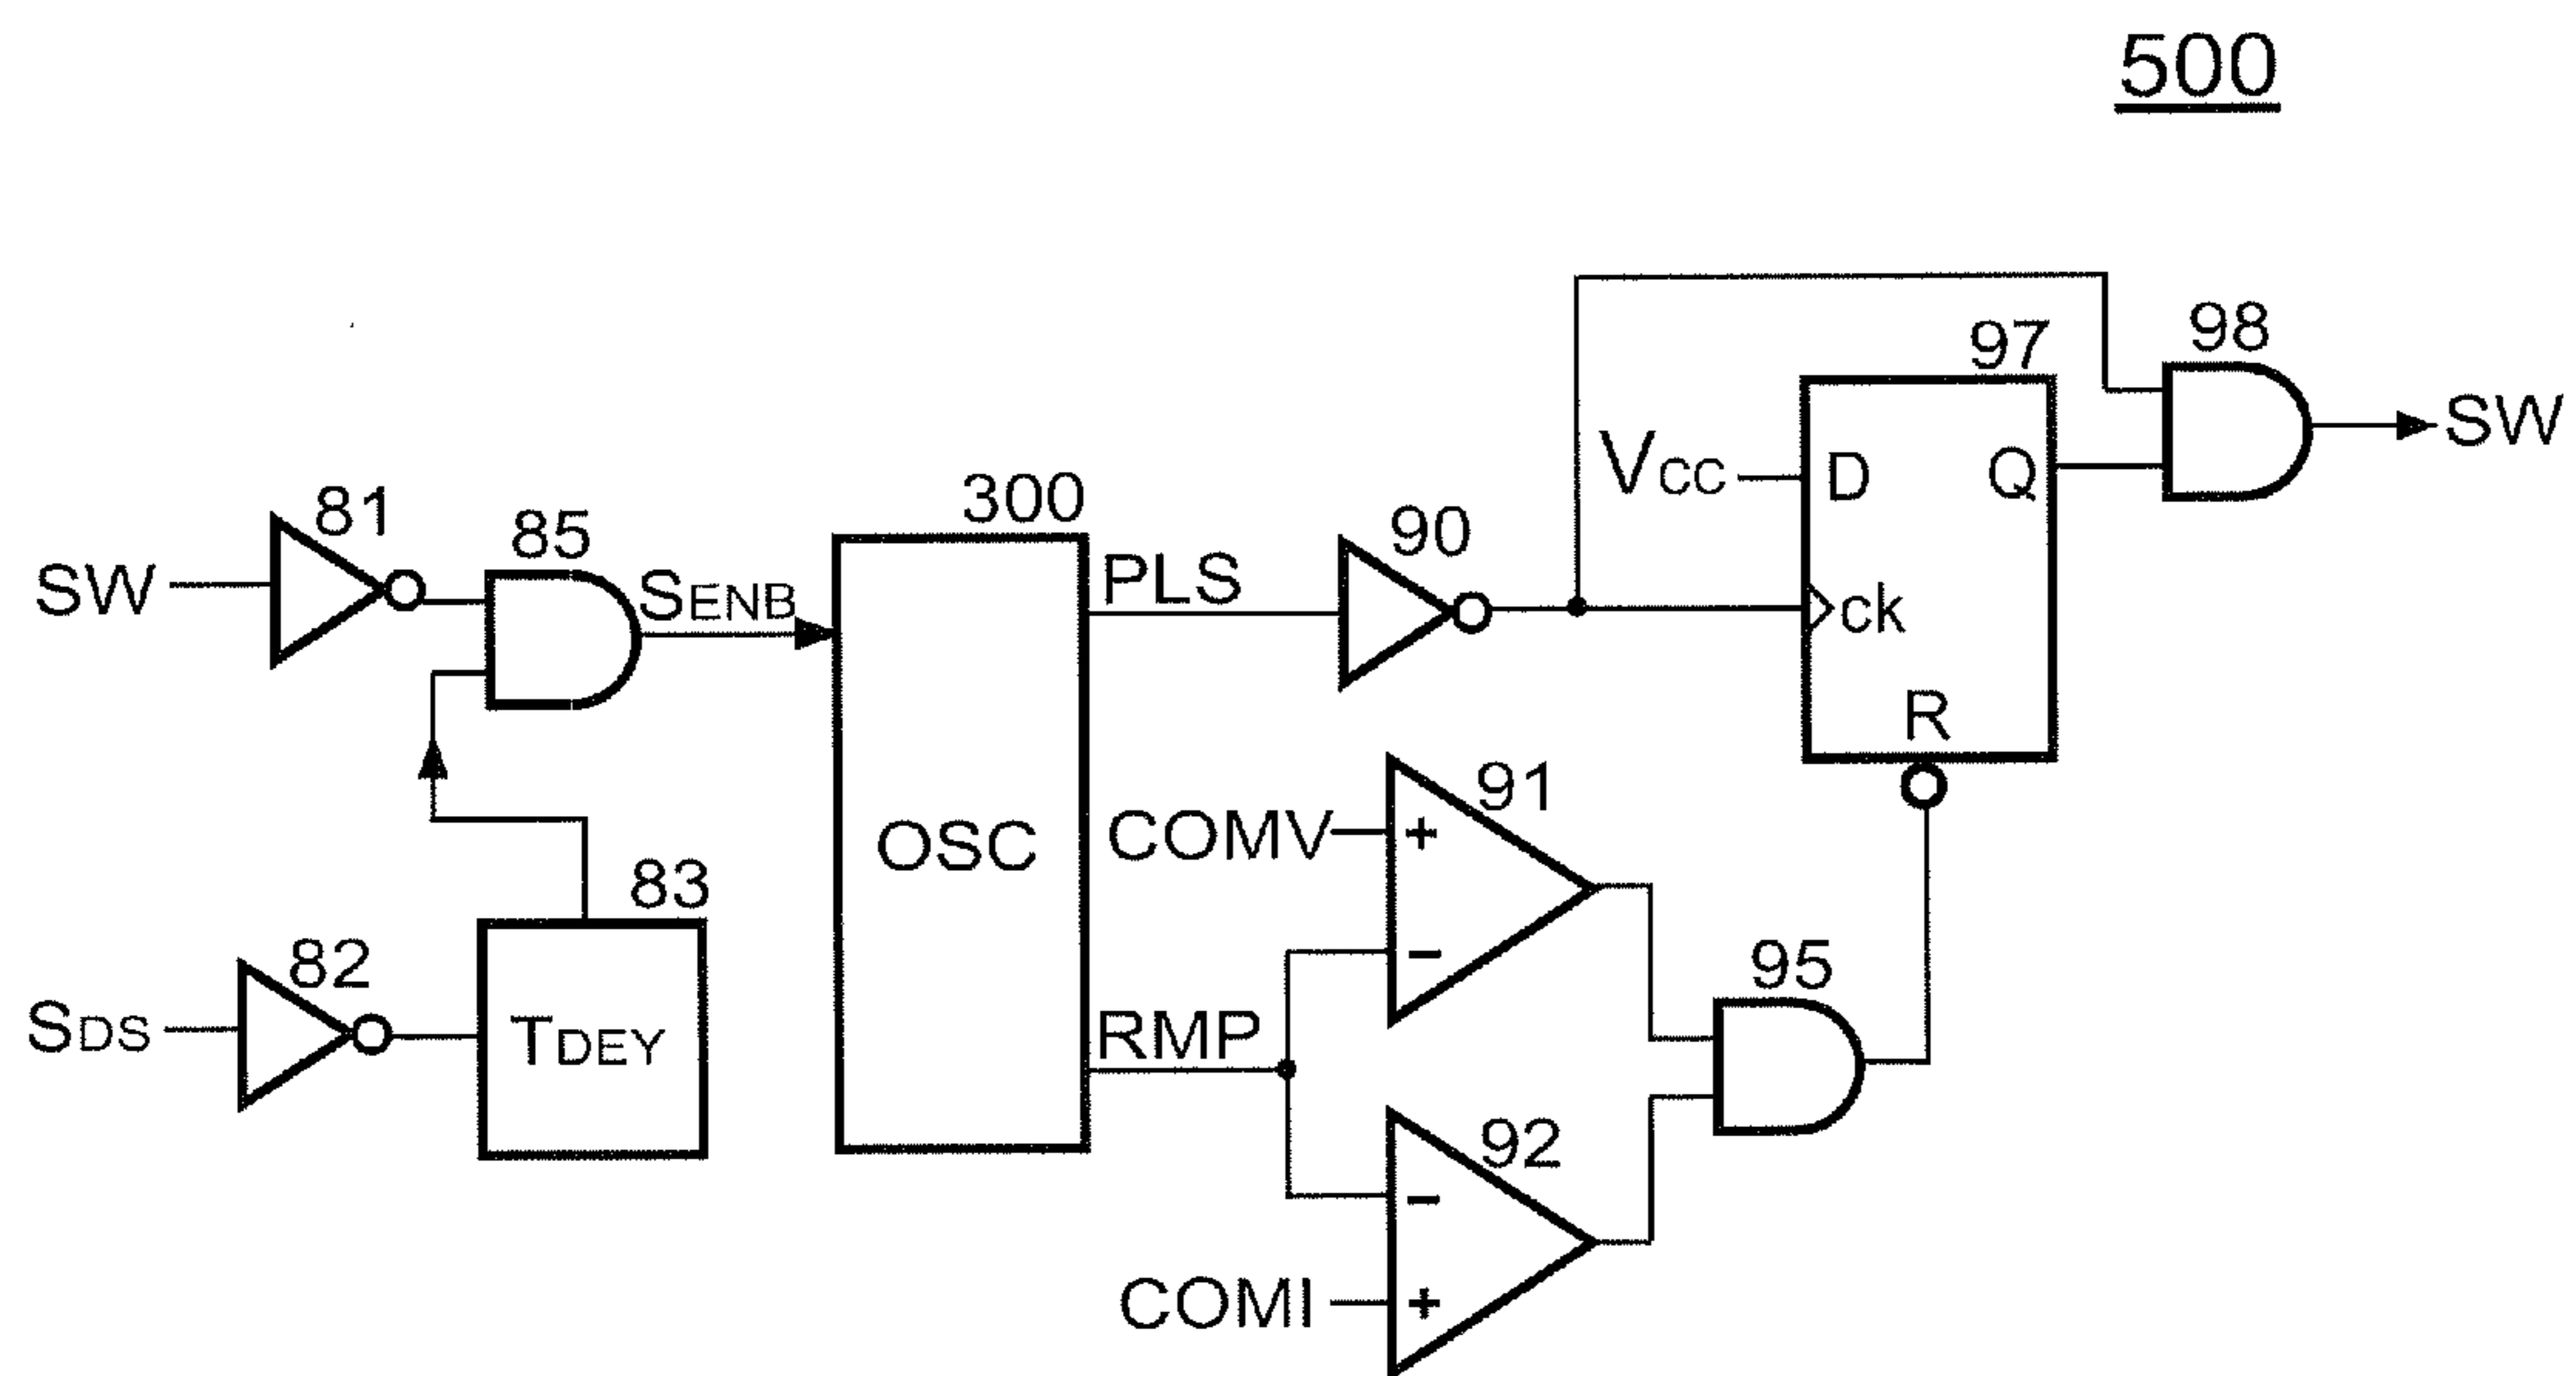 500
98
97
SW
VCC
D
Q
300
81
85
90
SW
SENB
PLS
ck
R
91
COMV
+
OSC
83
−
95
82
RMP
SDS
TDEY
92
−
COMI
+